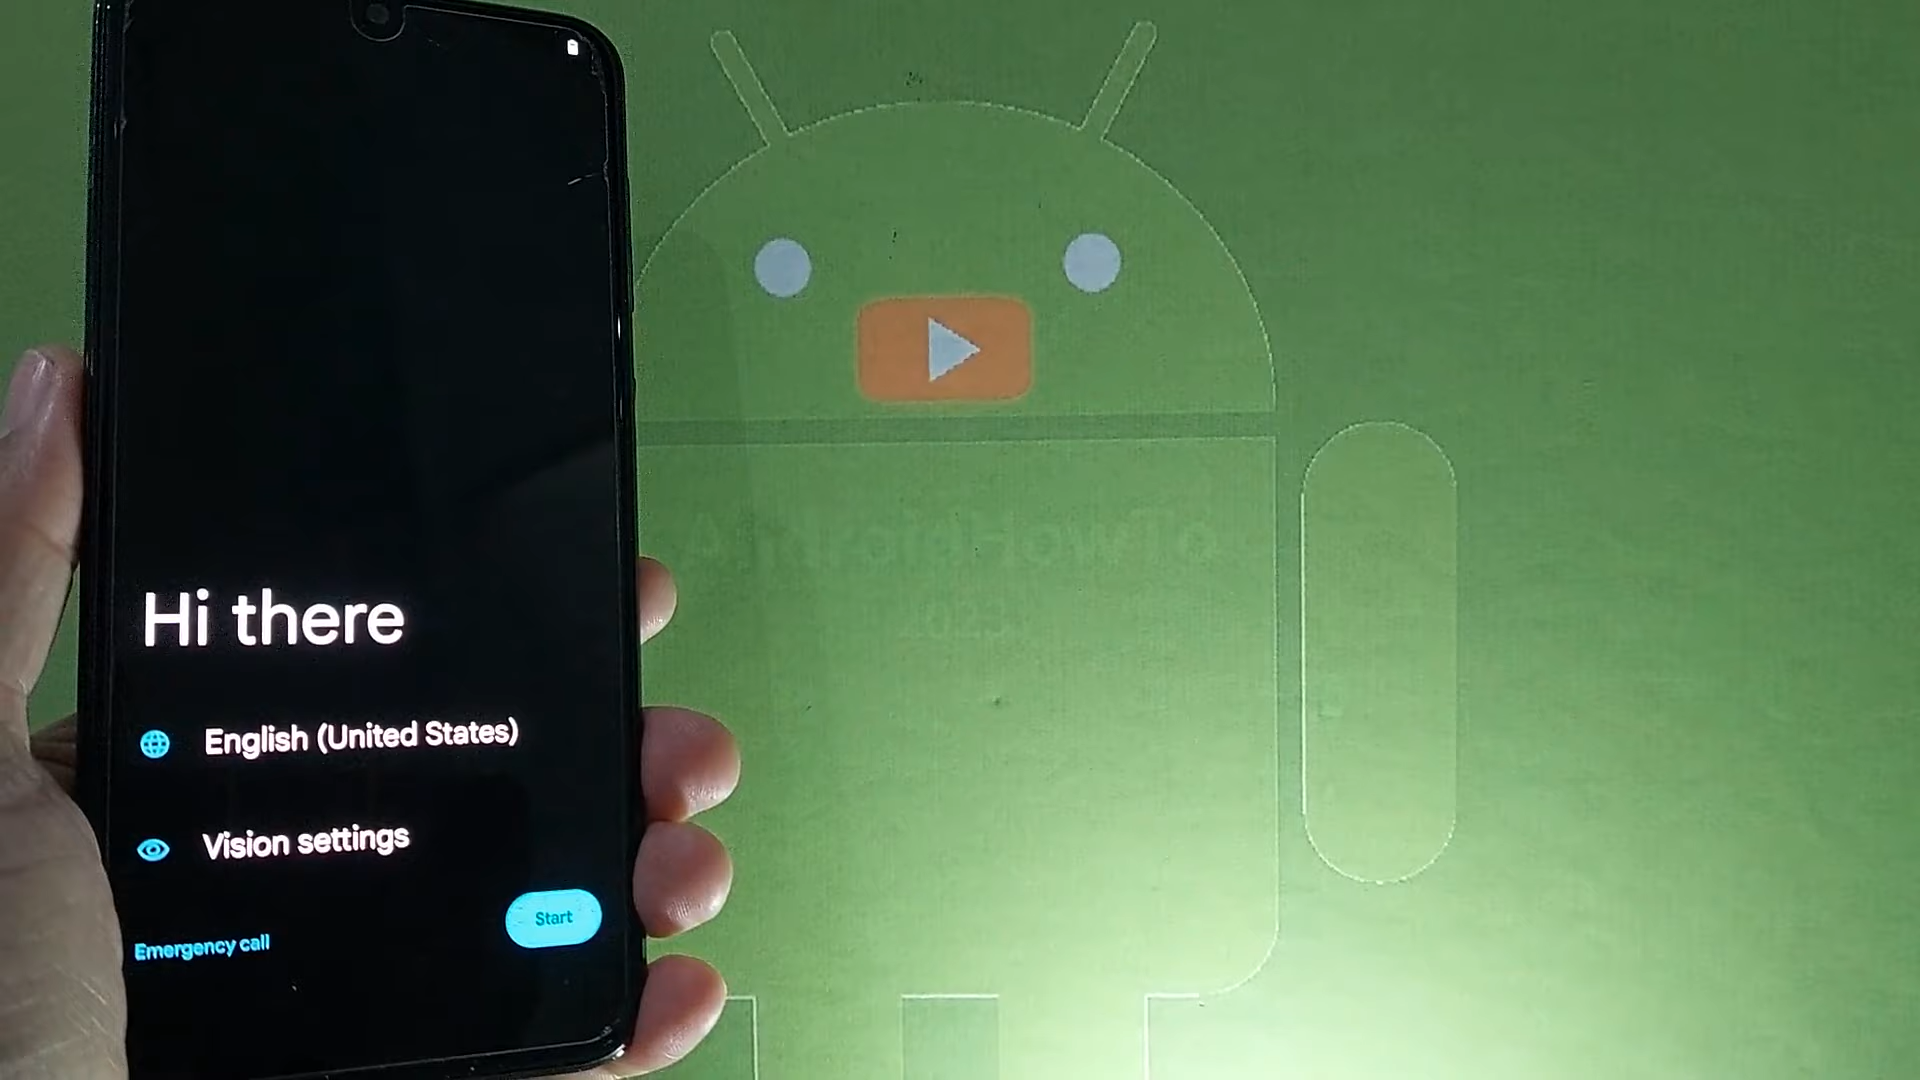 Hi there
English (United States)
Vision settings
Start
Emergency call